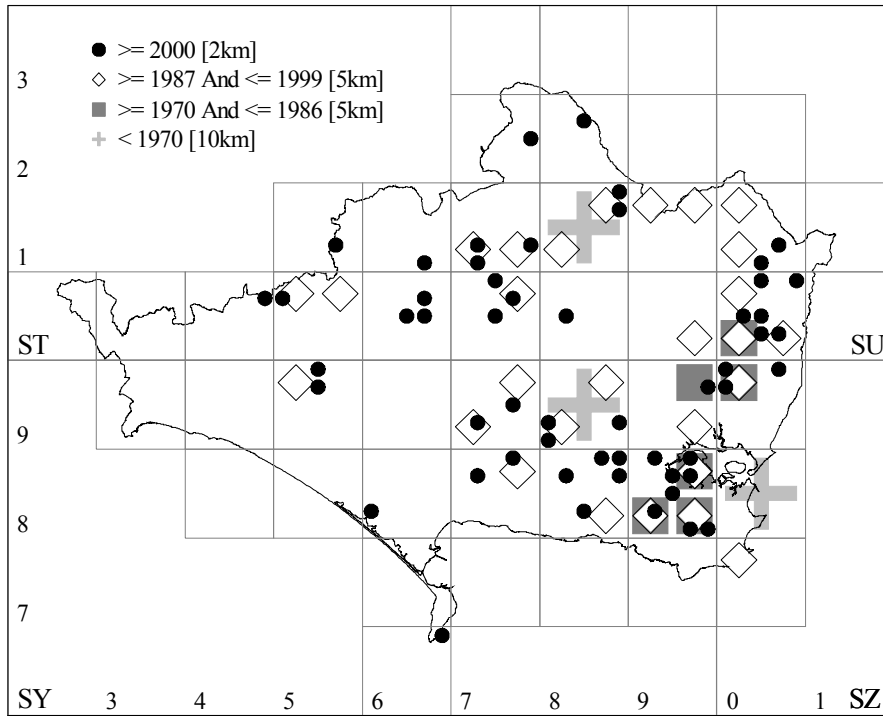 >= 2000 [2km]
>= 1987 And <= 1999 [5km]
>= 1970 And <= 1986 [5km]
< 1970 [10km]
3
2
1
ST SU
9
8
7
SY 3 4 5 6 7 8 9 0 1 SZ